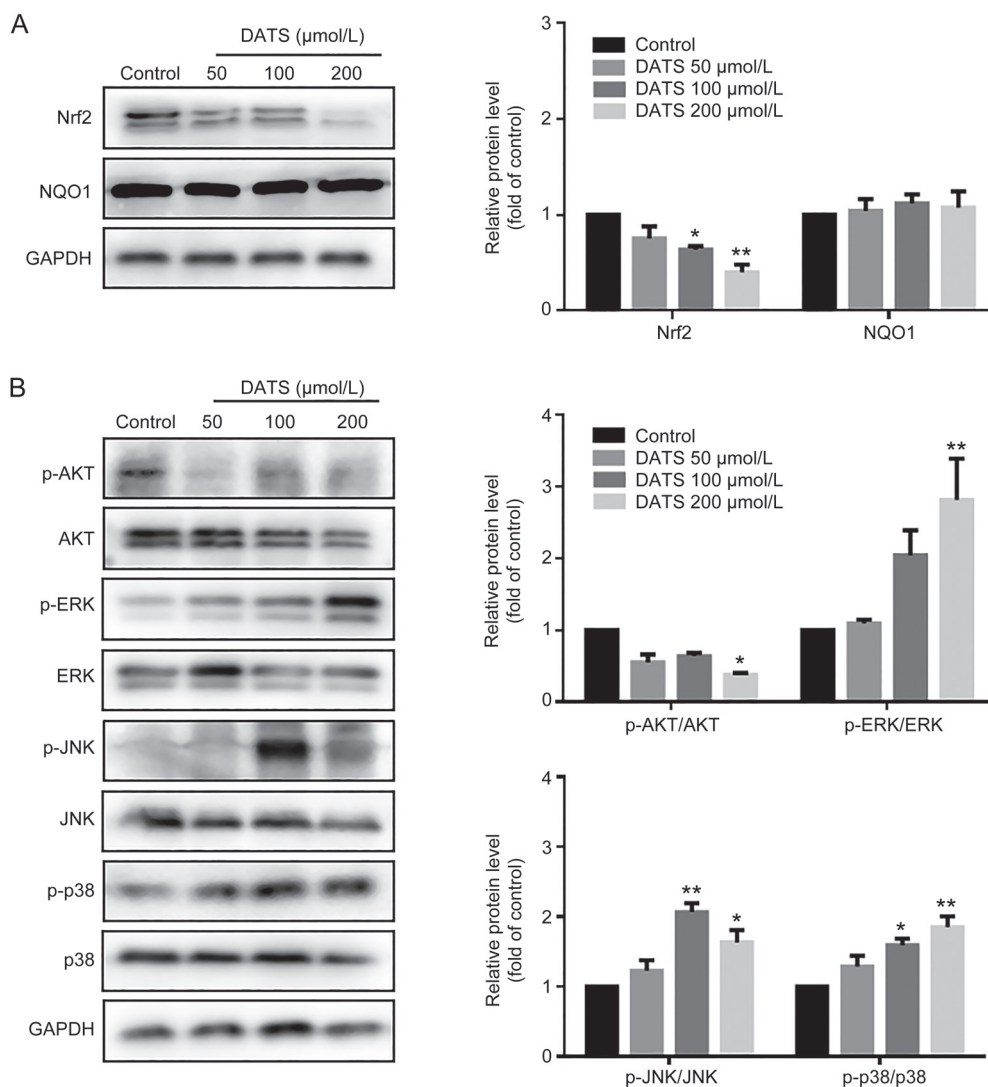 A
DATS (µmol/L)
Control 50 100 200
Nrf2
NQO1
GAPDH
Relative protein level
(fold of control)
3
2
1
0
Control
DATS 50 µmol/L
DATS 100 µmol/L
DATS 200 µmol/L
*
**
Nrf2 NQO1
B
DATS (µmol/L)
Control 50 100 200
p-AKT
AKT
p-ERK
ERK
p-JNK
JNK
p-p38
p38
GAPDH
Relative protein level
(fold of control)
4
3
2
1
0
Control
DATS 50 µmol/L
DATS 100 µmol/L
DATS 200 µmol/L
*
**
p-AKT/AKT p-ERK/ERK
Relative protein level
(fold of control)
4
3
2
1
0
**
*
*
**
p-JNK/JNK p-p38/p38